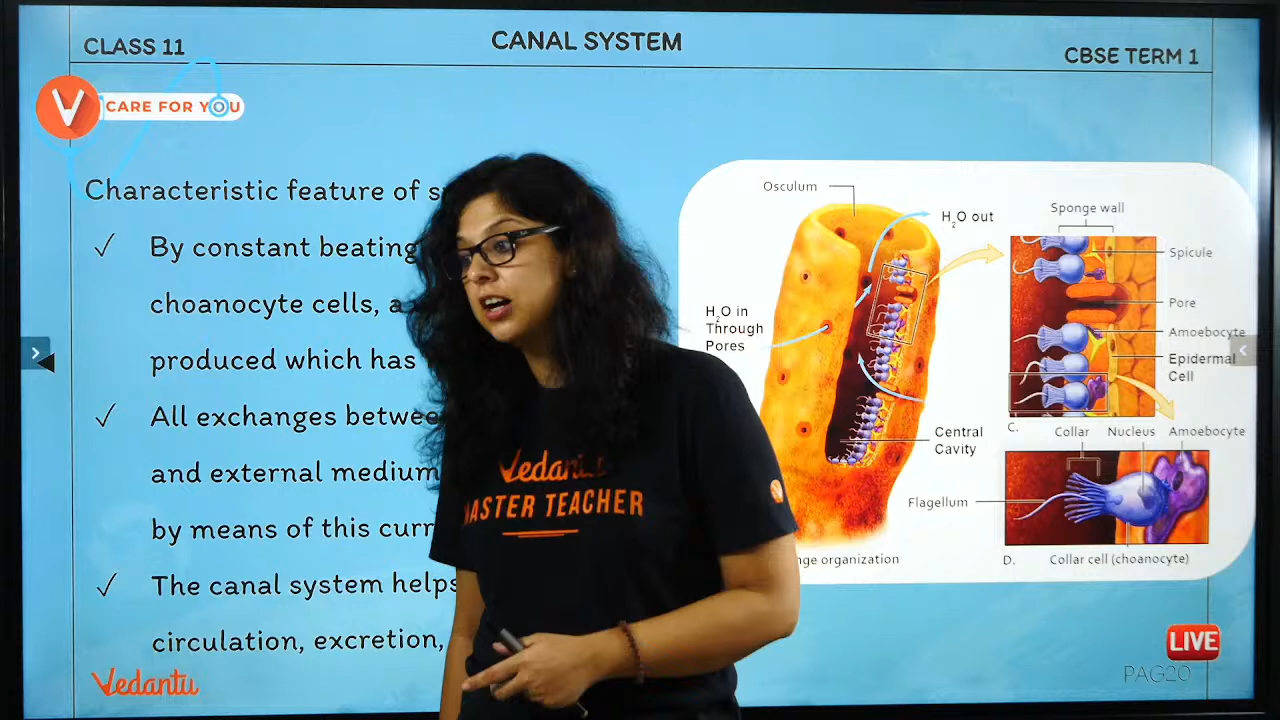 CLASS 11
CANAL SYSTEM
CBSE TERM 1
V CARE FOR YOU
Characteristic feature of
✓ By constant beating
choanocyte cells, a
produced which has
✓ All exchanges
and external medium
by means of this
✓ The canal system helps
circulation, excretion,
Vedantu
Vedantu
MASTER TEACHER
Osculum
H₂O out
H₂O in
Through
Pores
Central
Cavity
organization
Sponge wall
Spicule
Pore
Amoebocyte
Epidermal
Cell
C.
Collar
Nucleus
Amoebocyte
Flagellum
D.
Collar cell (choanocyte)
LIVE
PAG20